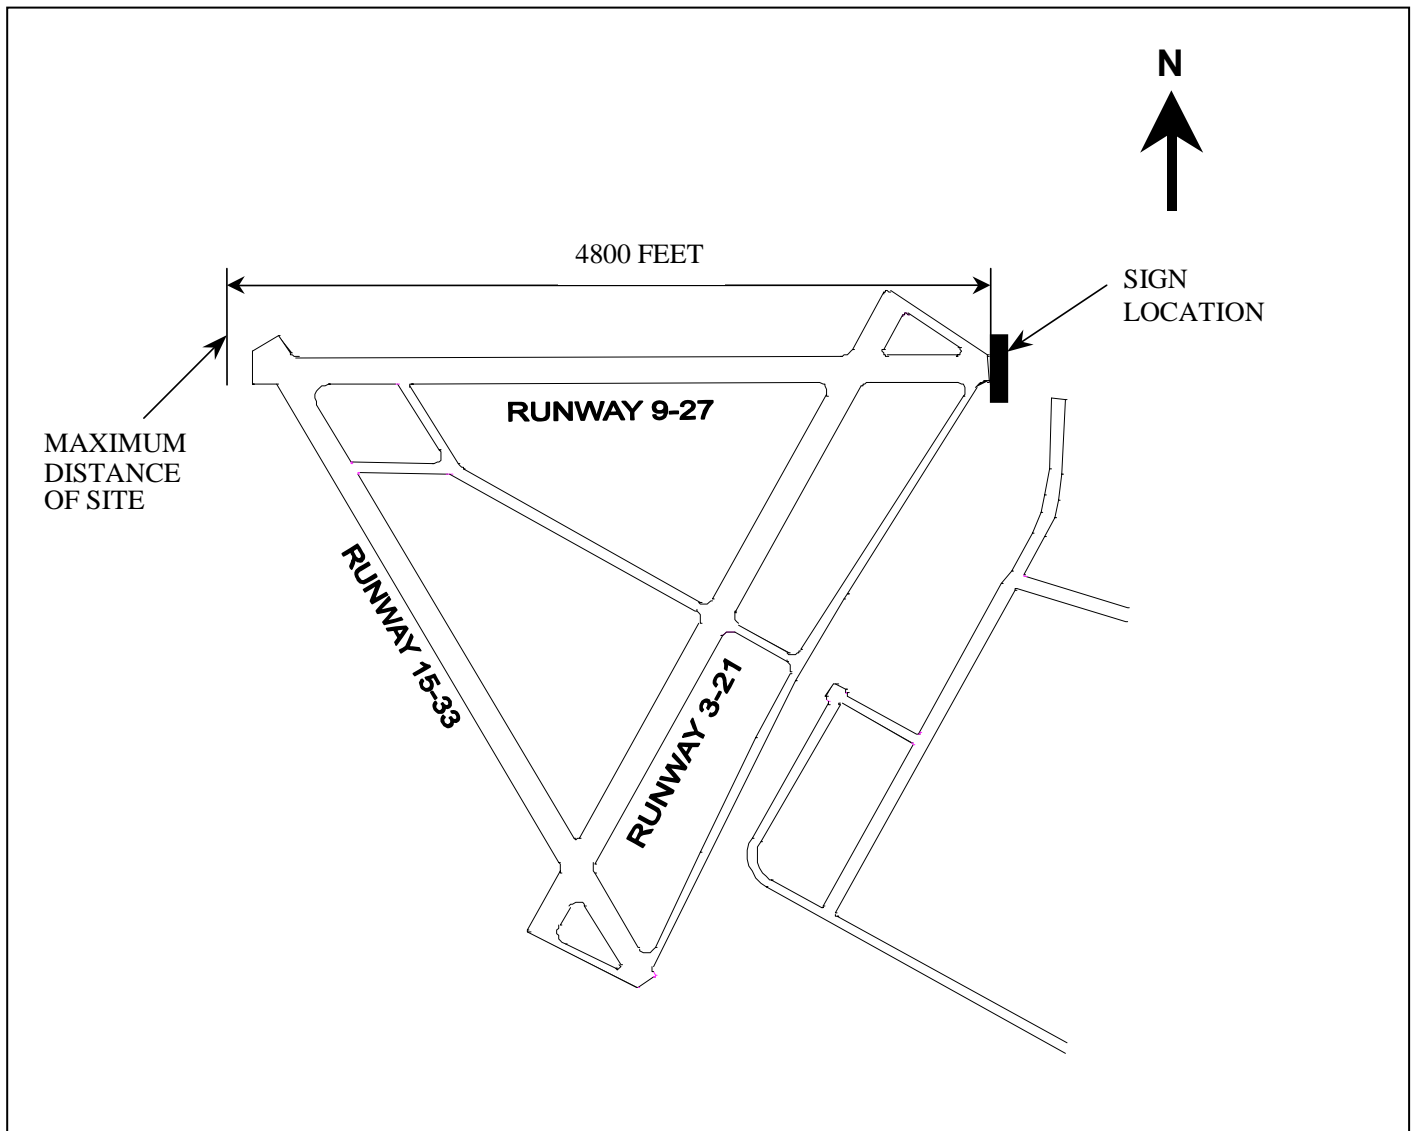 N
4800 FEET
SIGN
LOCATION
RUNWAY 9-27
MAXIMUM
DISTANCE
OF SITE
RUNWAY 15-33
RUNWAY 3-21